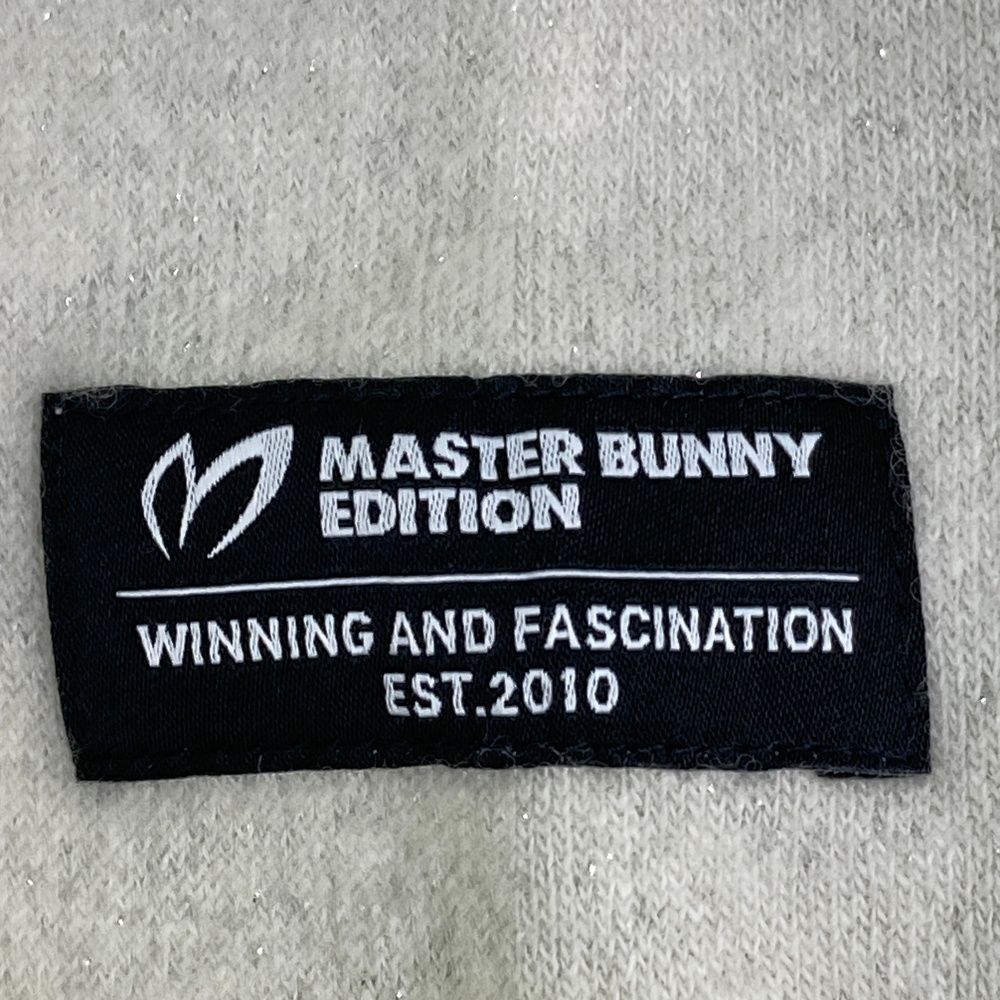 MASTER BUNNY
EDITION
WINNING AND FASCINATION
EST.2010